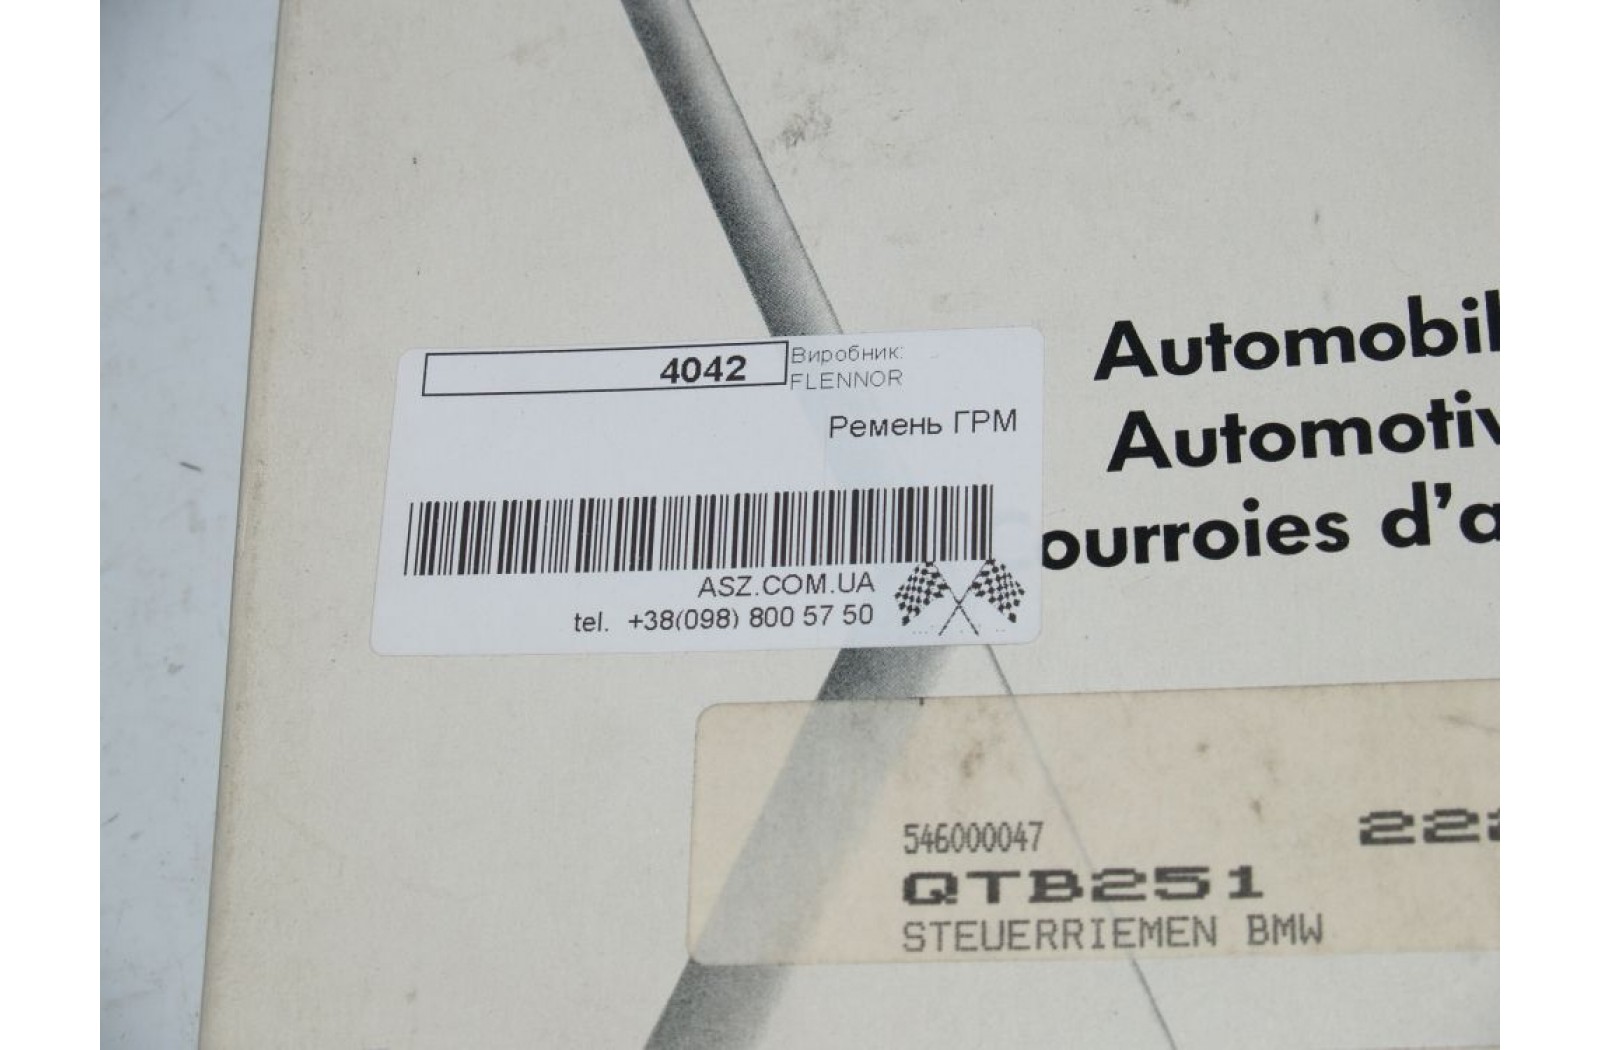 4042
Виробник:
FLENNOR
Ремень ГРМ
ASZ.COM.UA
tel. +38(098) 800 57 50
Automobil
Automotiv
ourroies d’a
546000047
222
QTB251
STEUERRIEMEN BMW